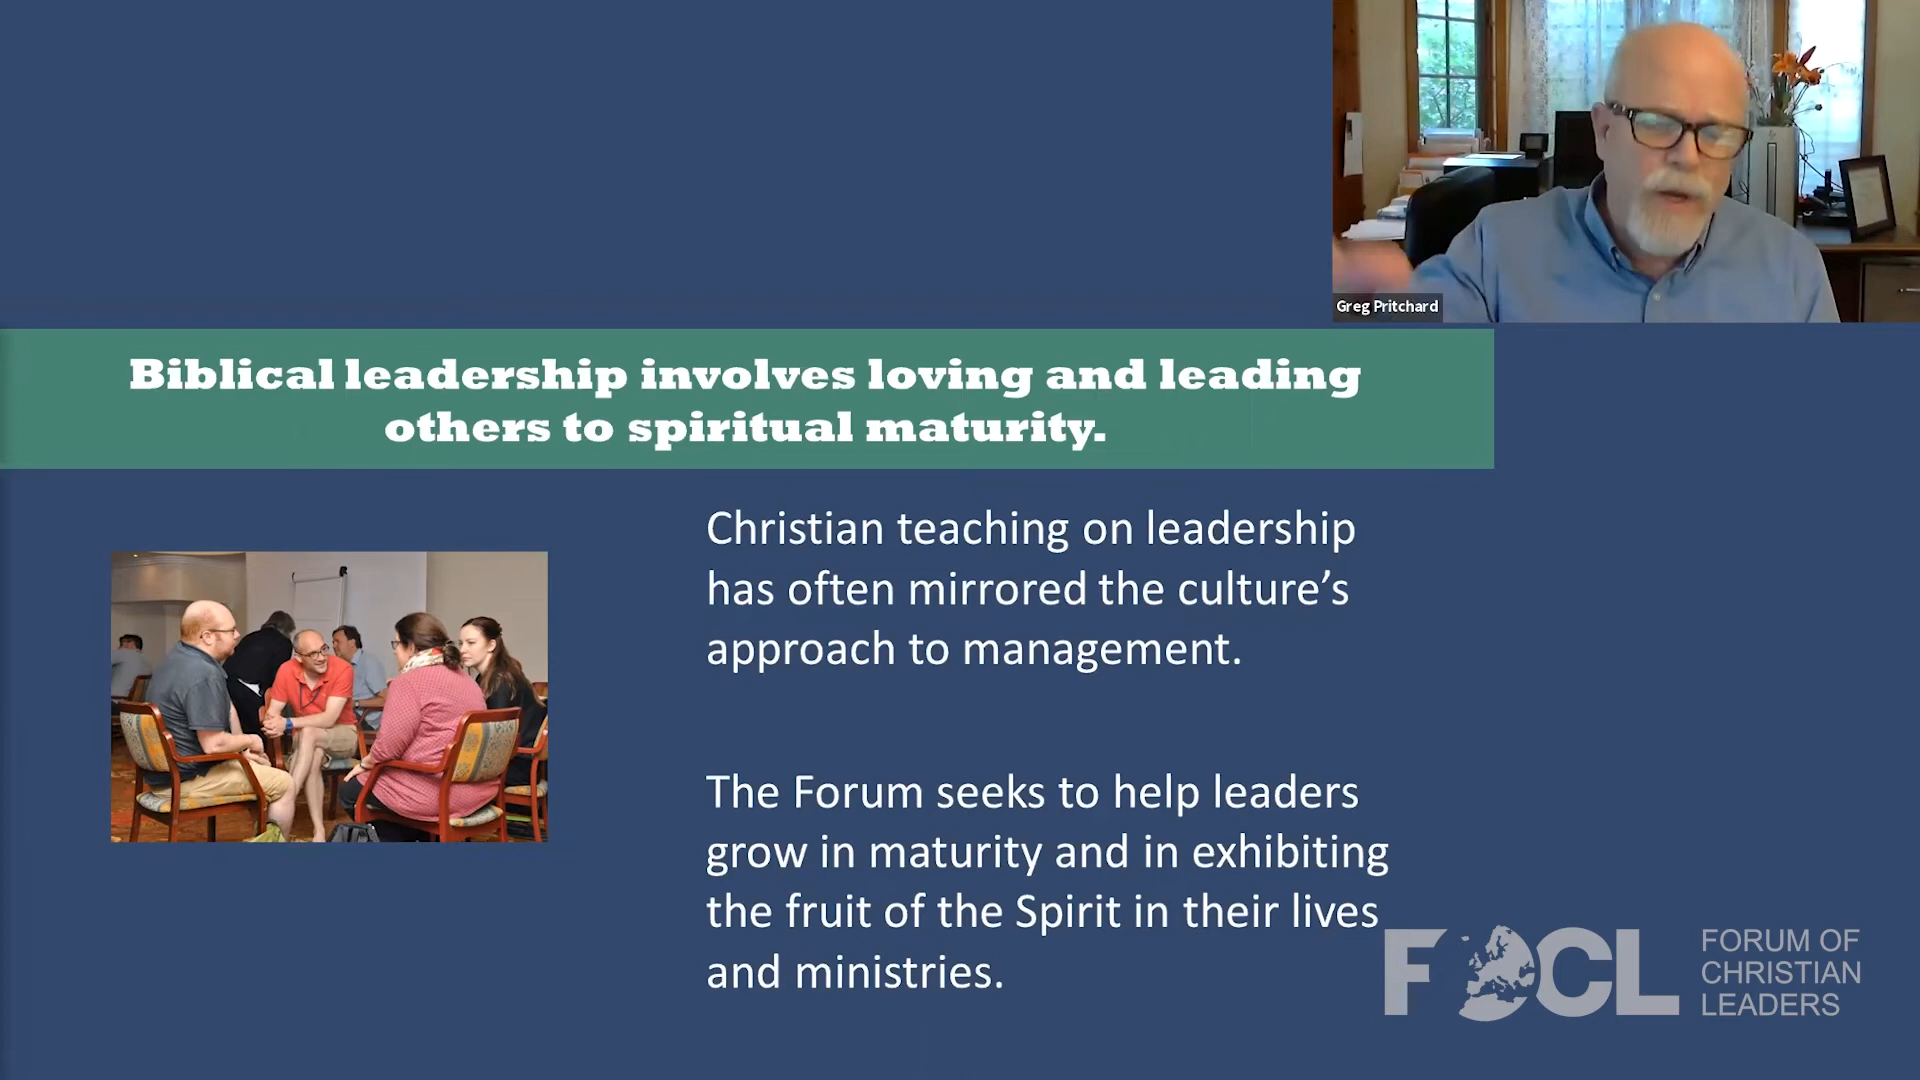 Greg Pritchard
Biblical leadership involves loving and leading
others to spiritual maturity.
Christian teaching on leadership
has often mirrored the culture’s
approach to management.
The Forum seeks to help leaders
grow in maturity and in exhibiting
the fruit of the Spirit in their lives
and ministries.
FOCL
FORUM OF
CHRISTIAN
LEADERS